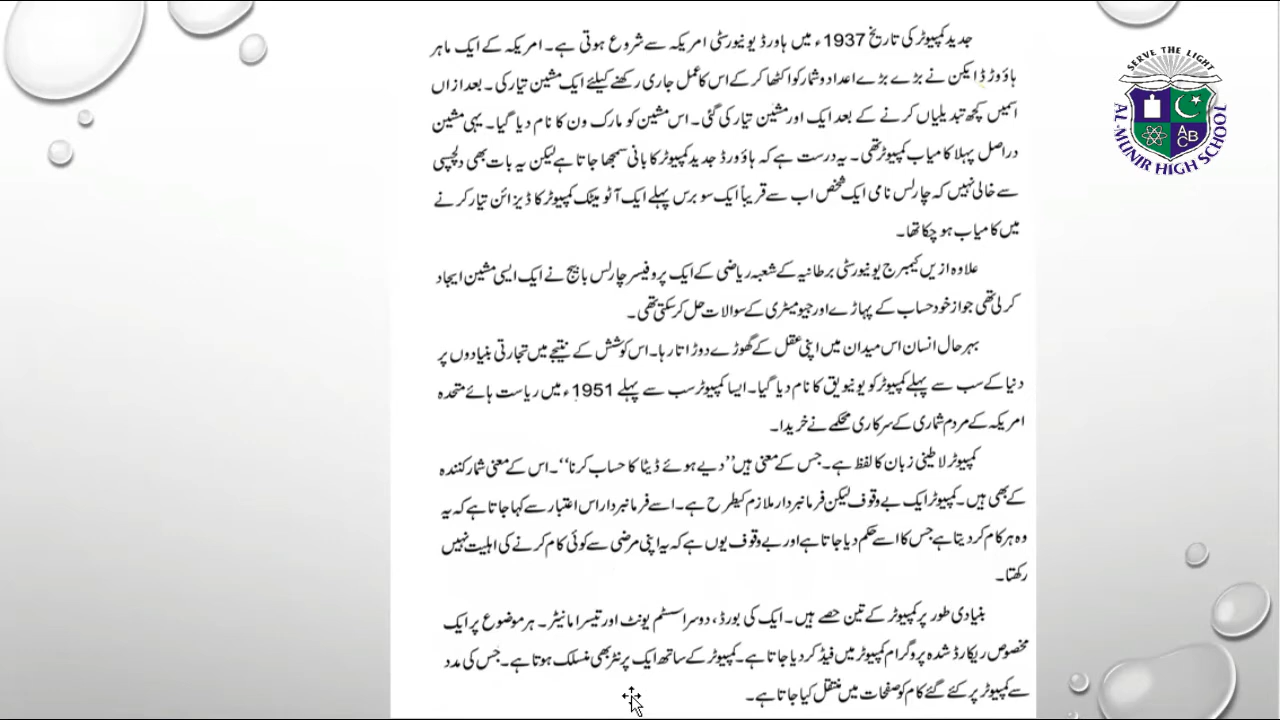 جدید کمپیوٹر کی تاریخ 1937ء میں ہاورڈ یونیورسٹی امریکہ سے شروع ہوتی ہے۔ امریکہ کے ایک ماہر
ہاؤورڈ ایکن نے بڑے بڑے اعداد و شمار کو اکٹھا کر کے اس کا عمل جاری رکھنے کیلئے ایک مشین تیار کی۔ بعد ازاں
اسمیں کچھ تبدیلیاں کرنے کے بعد ایک اور مشین تیار کی گئی۔ اس مشین کو مارک ون کا نام دیا گیا۔ یہی مشین
دراصل پہلا کامیاب کمپیوٹر تھی۔ یہ درست ہے کہ ہاؤورڈ جدید کمپیوٹر کا بانی سمجھا جاتا ہے لیکن یہ بات بھی دلچسپی
سے خالی نہیں کہ چارلس نامی ایک شخص اب سے قریباً ایک سو برس پہلے ایک آٹو میٹک کمپیوٹر کا ڈیزائن تیار کرنے
میں کامیاب ہو چکا تھا۔
علاوہ ازیں کیمبرج یونیورسٹی برطانیہ کے شعبہ ریاضی کے ایک پروفیسر چارلس بابیج نے ایک ایسی مشین ایجاد
کر لی تھی جو از خود حساب کے پہاڑے اور جیومیٹری کے سوالات حل کر سکتی تھی۔
بہر حال انسان اس میدان میں اپنی عقل کے گھوڑے دوڑاتا رہا۔ اس کوشش کے نتیجے میں تجارتی بنیادوں پر
دنیا کے سب سے پہلے کمپیوٹر کو یونیویق کا نام دیا گیا۔ ایسا کمپیوٹر سب سے پہلے 1951ء میں ریاست ہائے متحدہ
امریکہ کے مردم شماری کے سرکاری محکمے نے خریدا۔
کمپیوٹر لاطینی زبان کا لفظ ہے۔ جس کے معنی ہیں ”دیے ہوئے ڈیٹا کا حساب کرنا“۔ اس کے معنی شمار کنندہ
کے بھی ہیں۔ کمپیوٹر ایک بے وقوف لیکن فرمانبردار ملازم کیطرح ہے۔ اسے فرمانبردار اس اعتبار سے کہا جاتا ہے کہ یہ
وہ ہر کام کر دیتا ہے جس کا اسے حکم دیا جاتا ہے اور بے وقوف یوں ہے کہ یہ اپنی مرضی سے کوئی کام کرنے کی اہلیت نہیں
رکھتا۔
بنیادی طور پر کمپیوٹر کے تین حصے ہیں۔ ایک کی بورڈ، دوسرا سسٹم یونٹ اور تیسرا مانیٹر۔ ہر موضوع پر ایک
مخصوص ریکارڈ شدہ پروگرام کمپیوٹر میں فیڈ کر دیا جاتا ہے۔ کمپیوٹر کے ساتھ ایک پرنٹر بھی منسلک ہوتا ہے۔ جس کی مدد
سے کمپیوٹر پر کئے گئے کام کو صفحات میں منتقل کیا جاتا ہے۔
SERVE THE LIGHT
ABC
AL-MUNIR HIGH SCHOOL